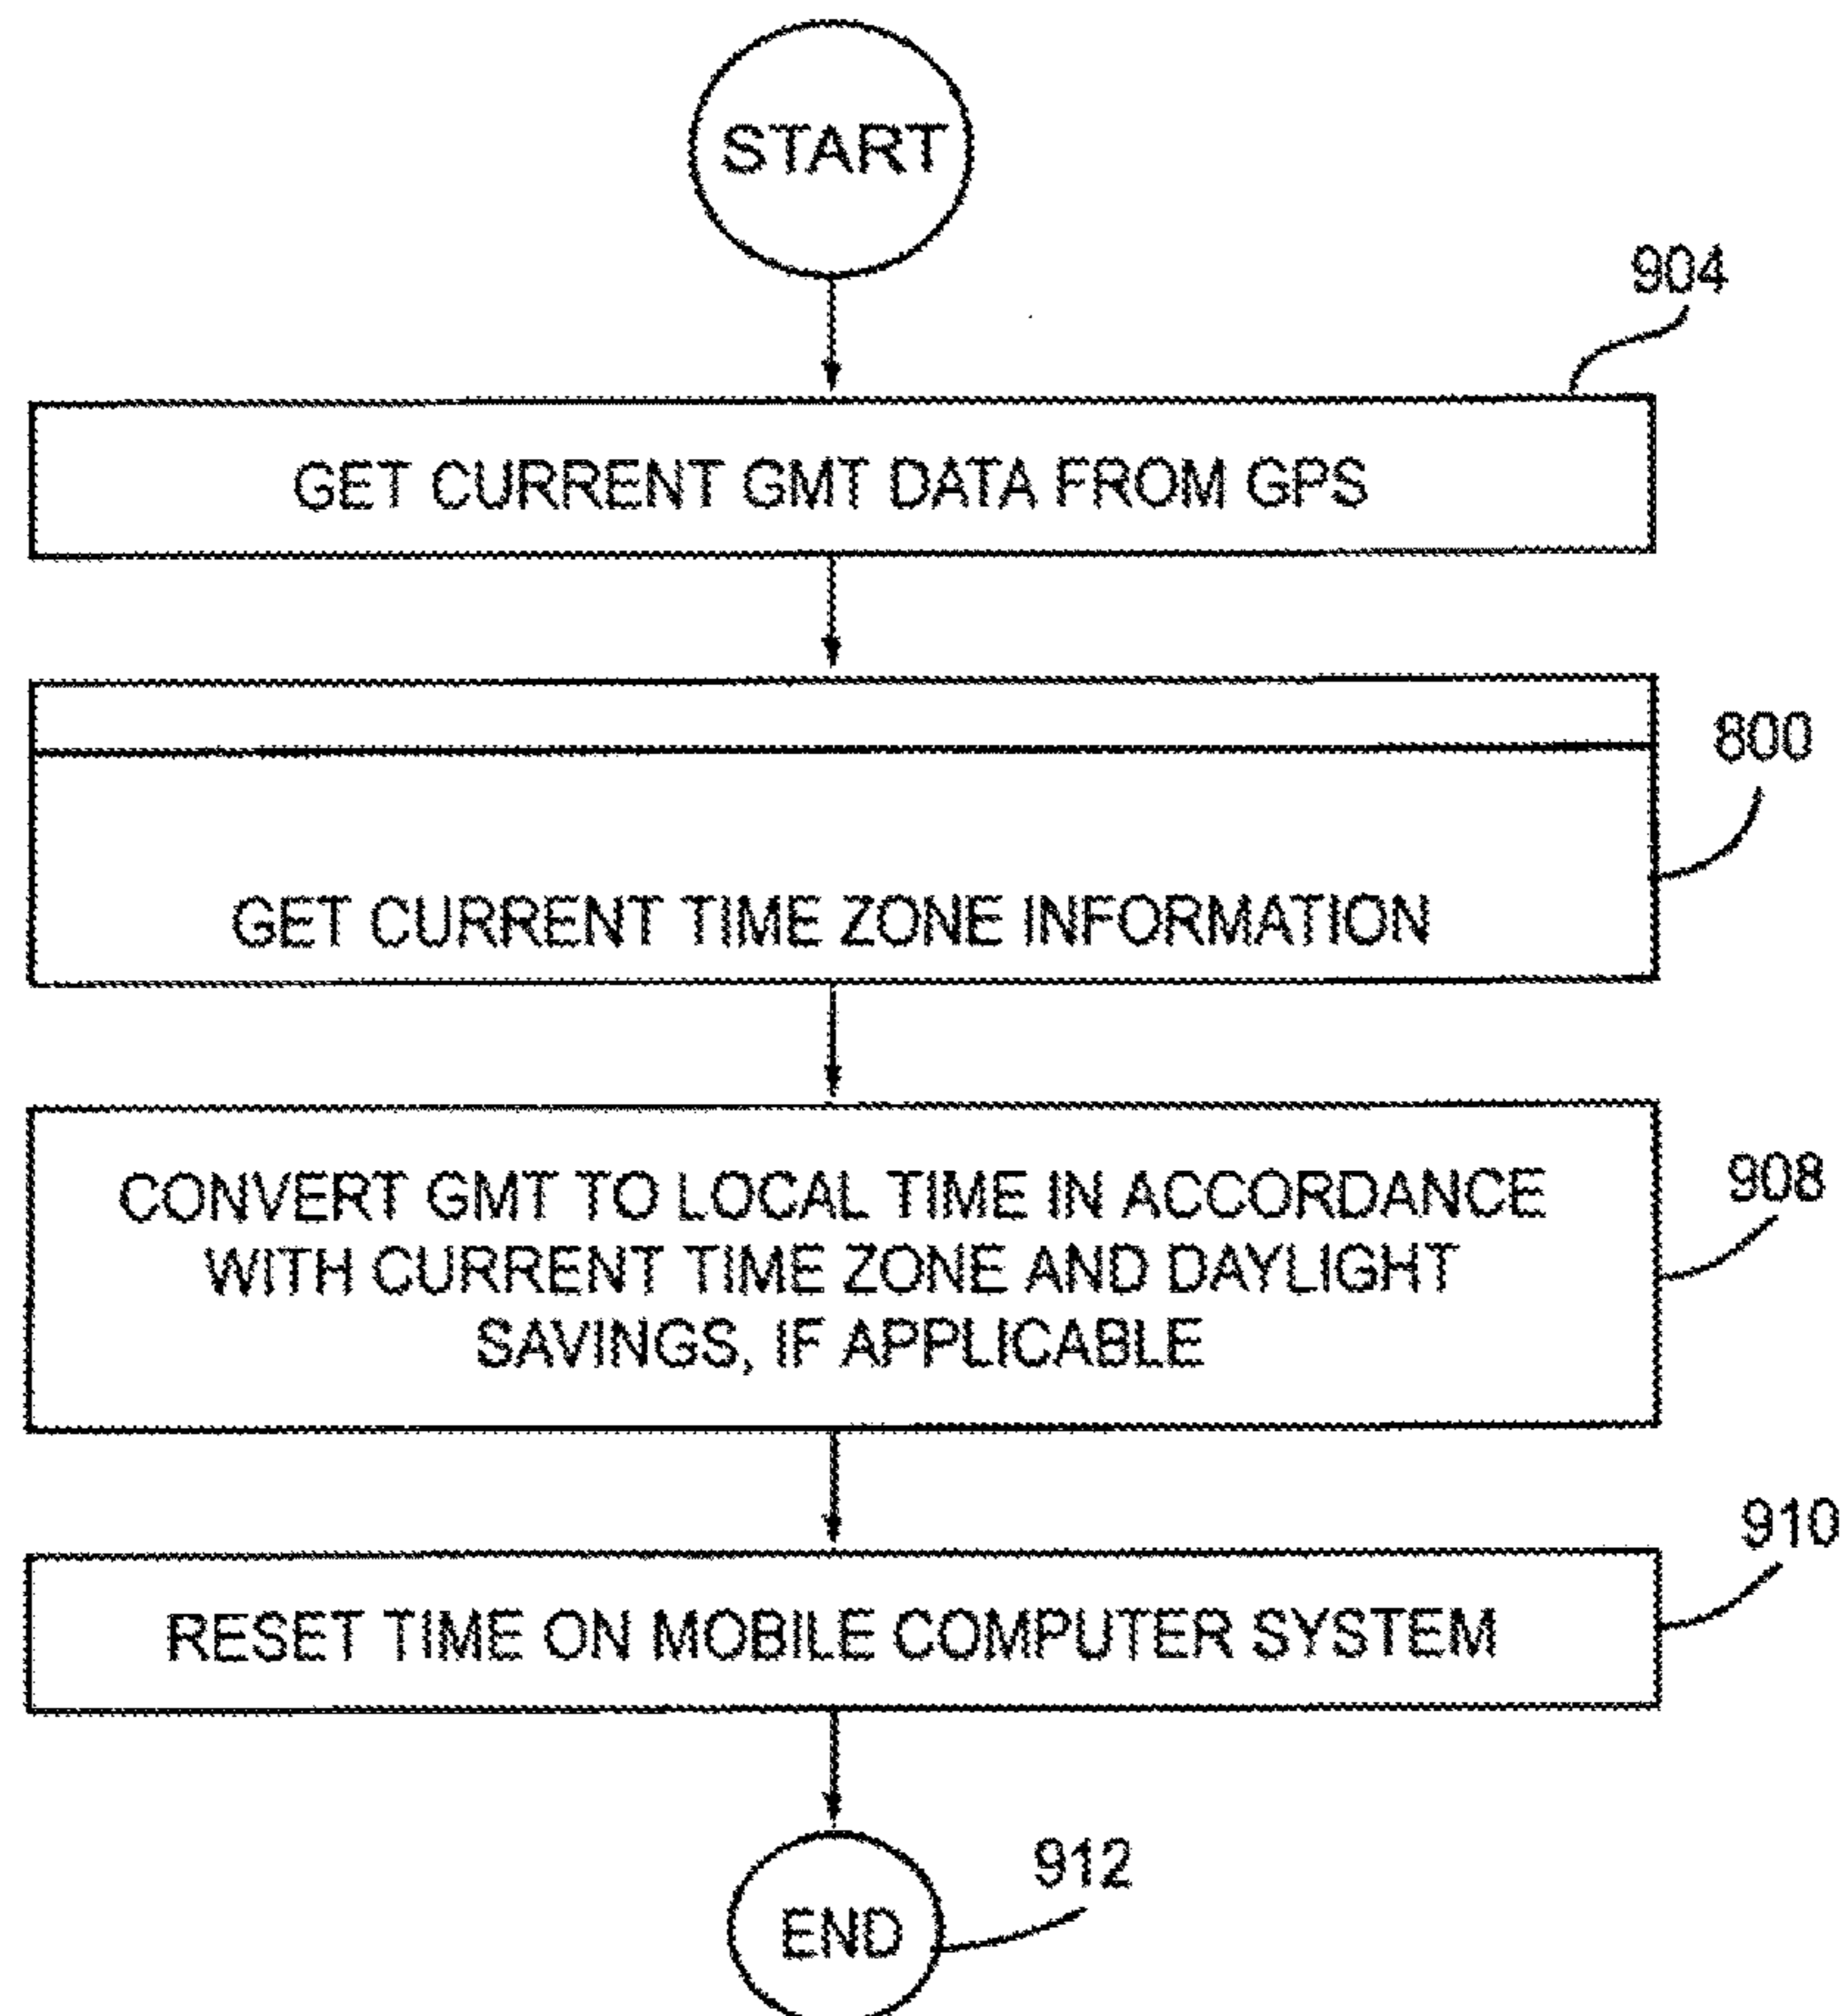 START
904
GET CURRENT GMT DATA FROM GPS
800
GET CURRENT TIME ZONE INFORMATION
CONVERT GMT TO LOCAL TIME IN ACCORDANCE
WITH CURRENT TIME ZONE AND DAYLIGHT
SAVINGS, IF APPLICABLE
908
910
RESET TIME ON MOBILE COMPUTER SYSTEM
912
END